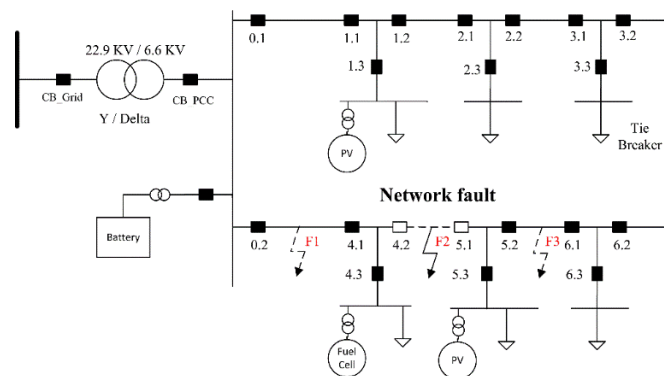 22.9 KV / 6.6 KV
CB_Grid
CB_PCC
Y / Delta
0.1
1.1
1.2
2.1
2.2
3.1
3.2
1.3
2.3
3.3
PV
Tie
Breaker
Network fault
Battery
0.2
F1
4.1
4.2
F2
5.1
5.2
F3
6.1
6.2
4.3
5.3
6.3
Fuel
Cell
PV